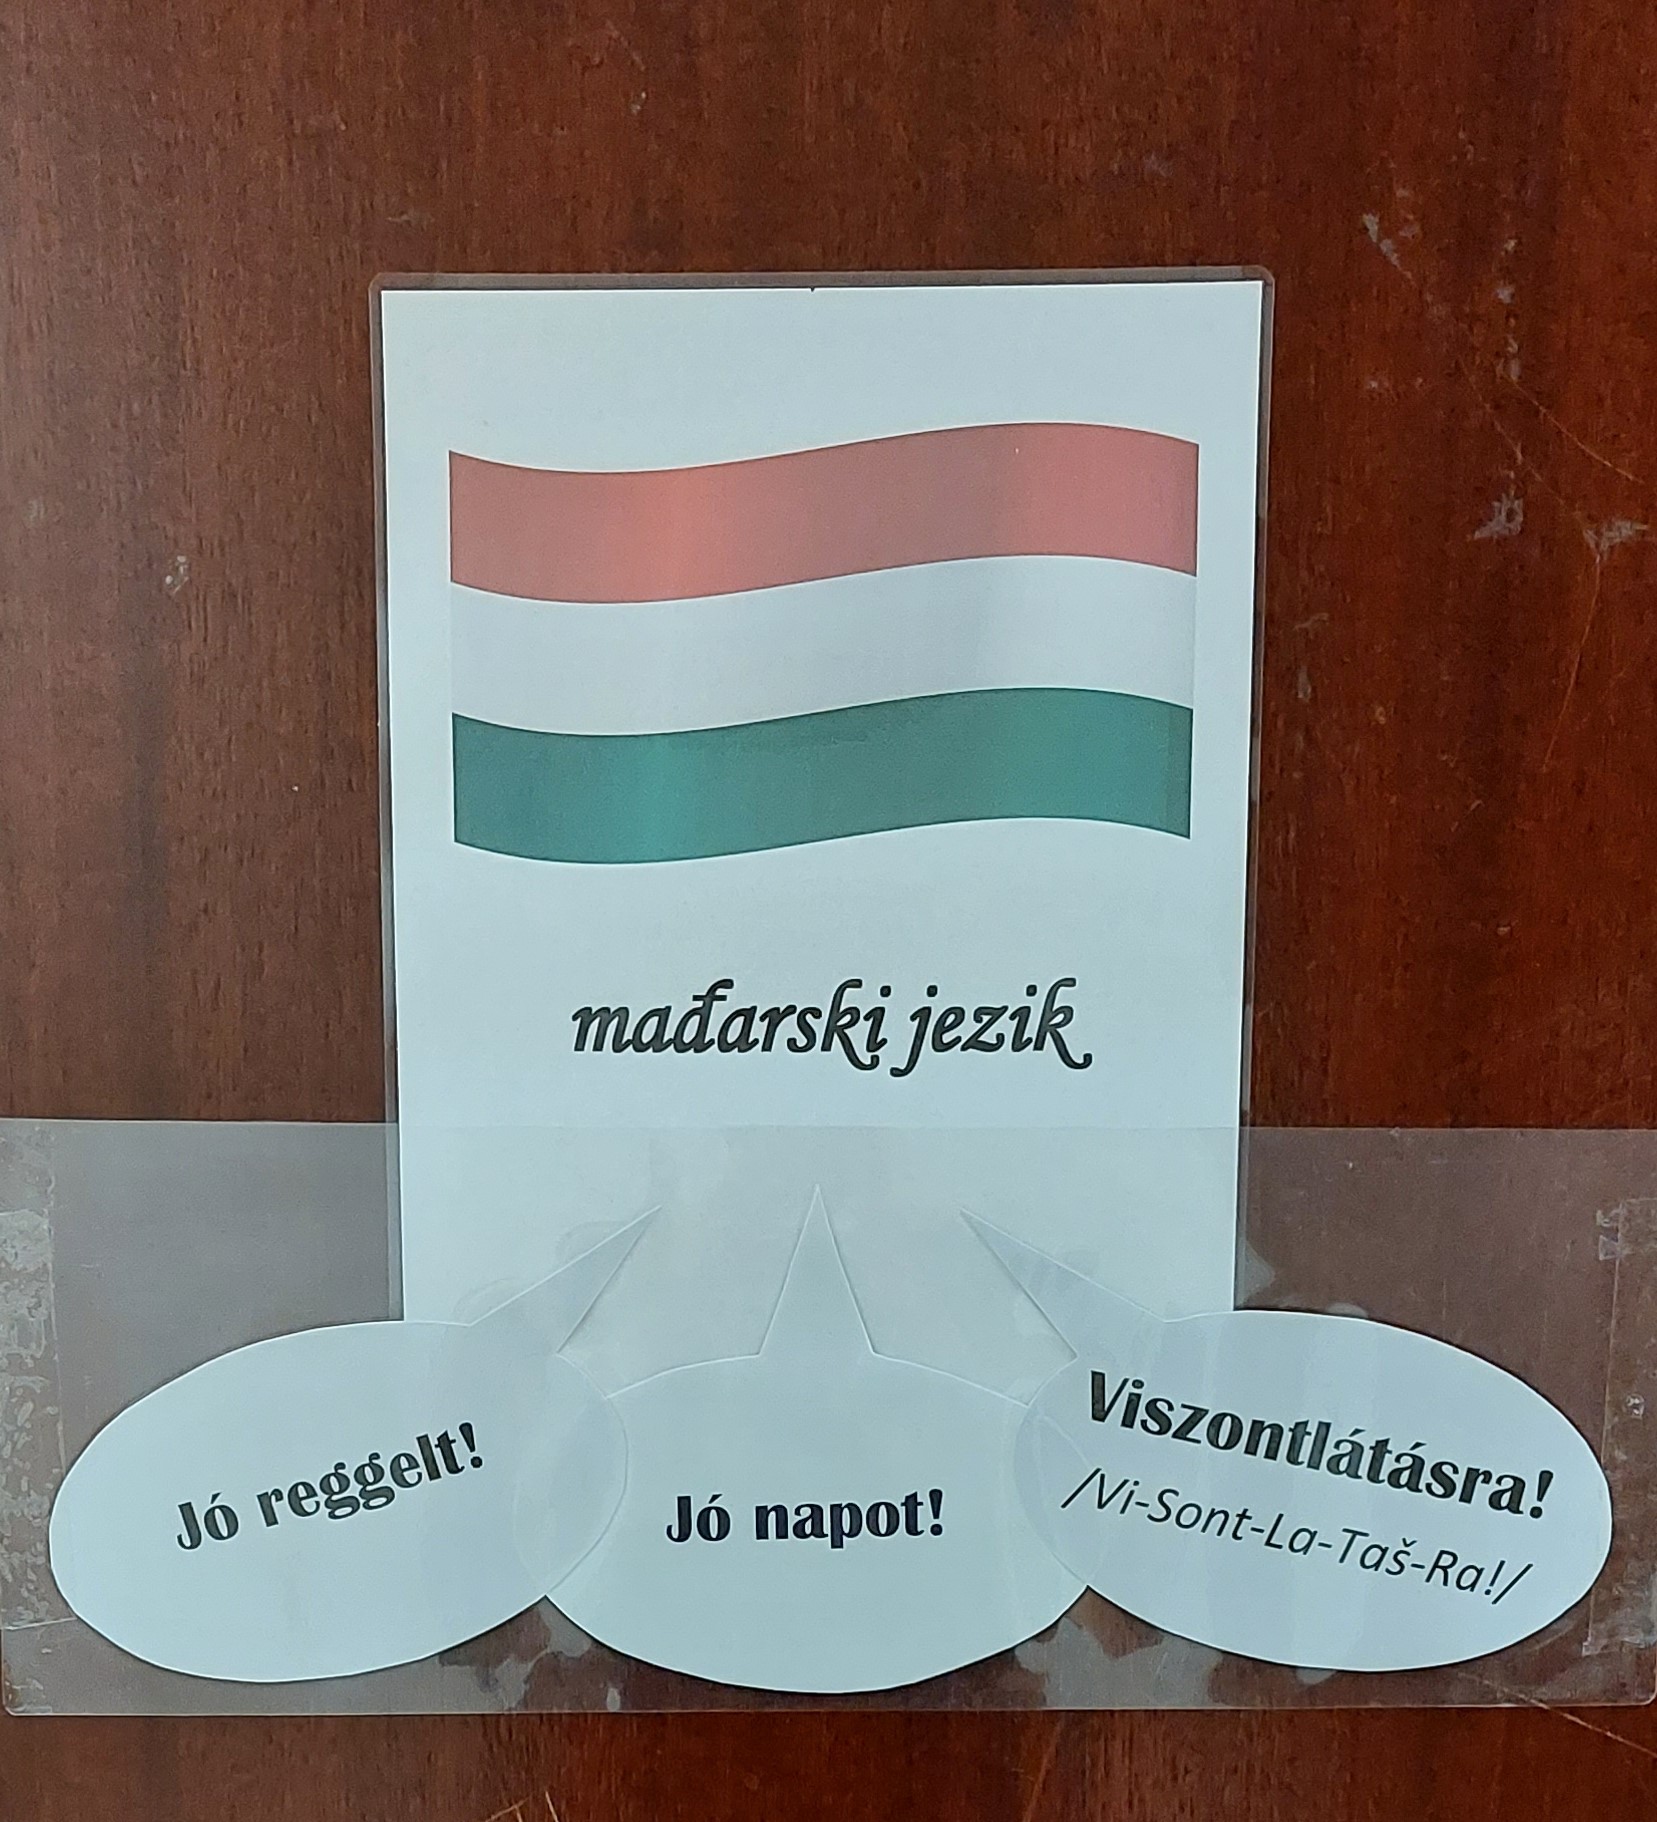 mađarski jezik
Jó reggelt!
Jó napot!
Viszontlátásra!
/Vi-Sont-La-Taš-Ra!/